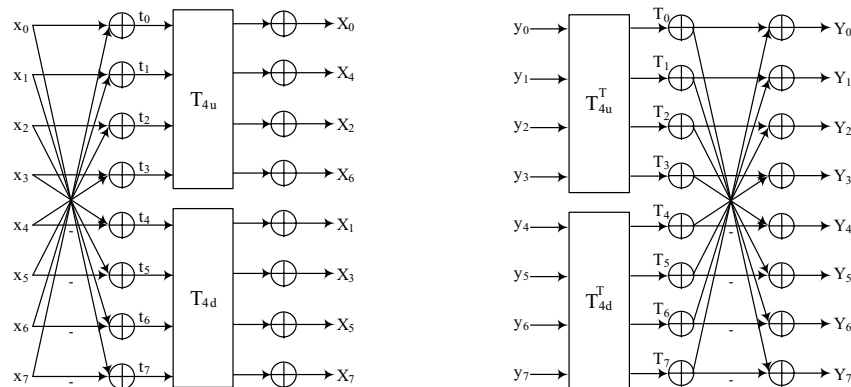 x0 t0 X0
x1 t1 X4
x2 t2 X2
x3 t3 X6
T4u
x4 t4 X1
x5 t5 X3
x6 t6 X5
x7 t7 X7
T4d
-
-
-
-
y0 T0 Y0
y1 T1 Y1
y2 T2 Y2
y3 T3 Y3
T4u^T
y4 T4 Y4
y5 T5 Y5
y6 T6 Y6
y7 T7 Y7
T4d^T
-
-
-
-